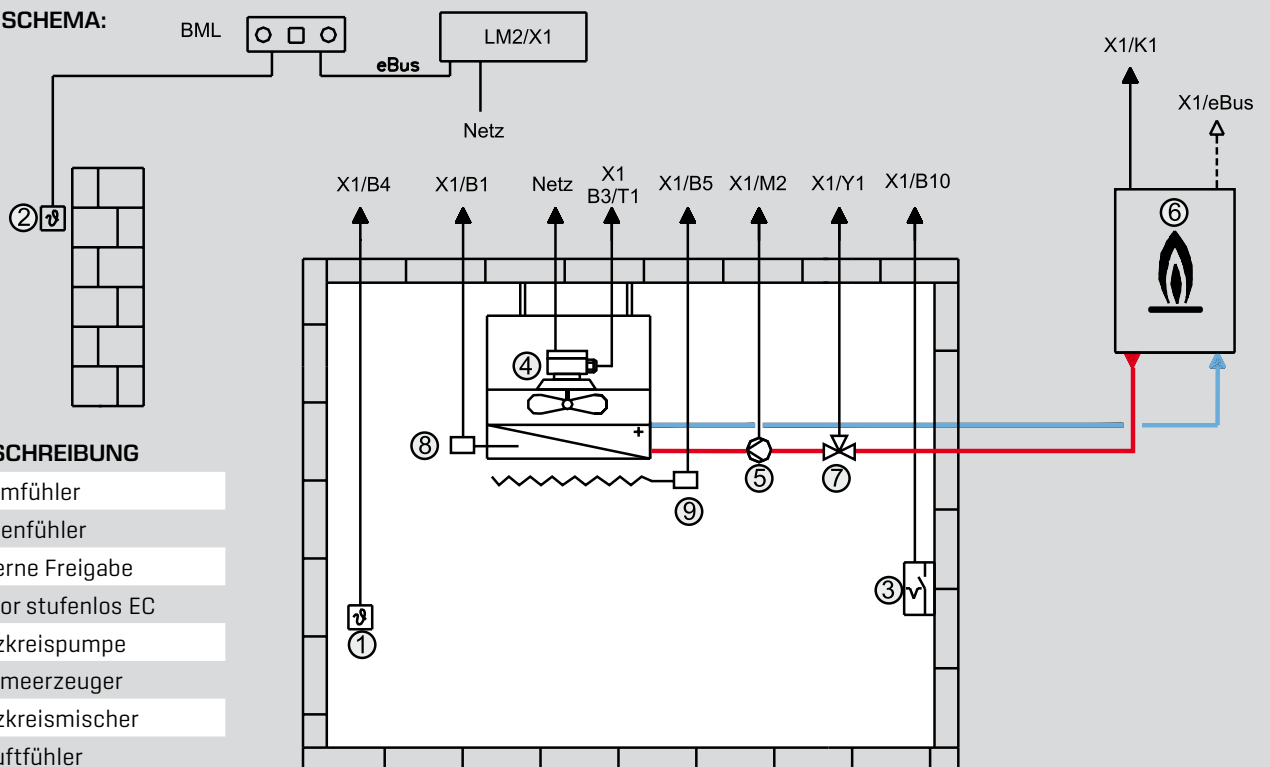 SCHEMA:
BML
LM2/X1
eBus
Netz
X1/K1
X1/eBus
X1/B4
X1/B1
Netz
X1
B3/T1
X1/B5
X1/M2
X1/Y1
X1/B10
2
6
4
8
5
7
9
3
1
+
SCHREIBUNG
mfühler
enfühler
erne Freigabe
or stufenlos EC
zkreispumpe
meerzeuger
zkreismischer
uftfühler